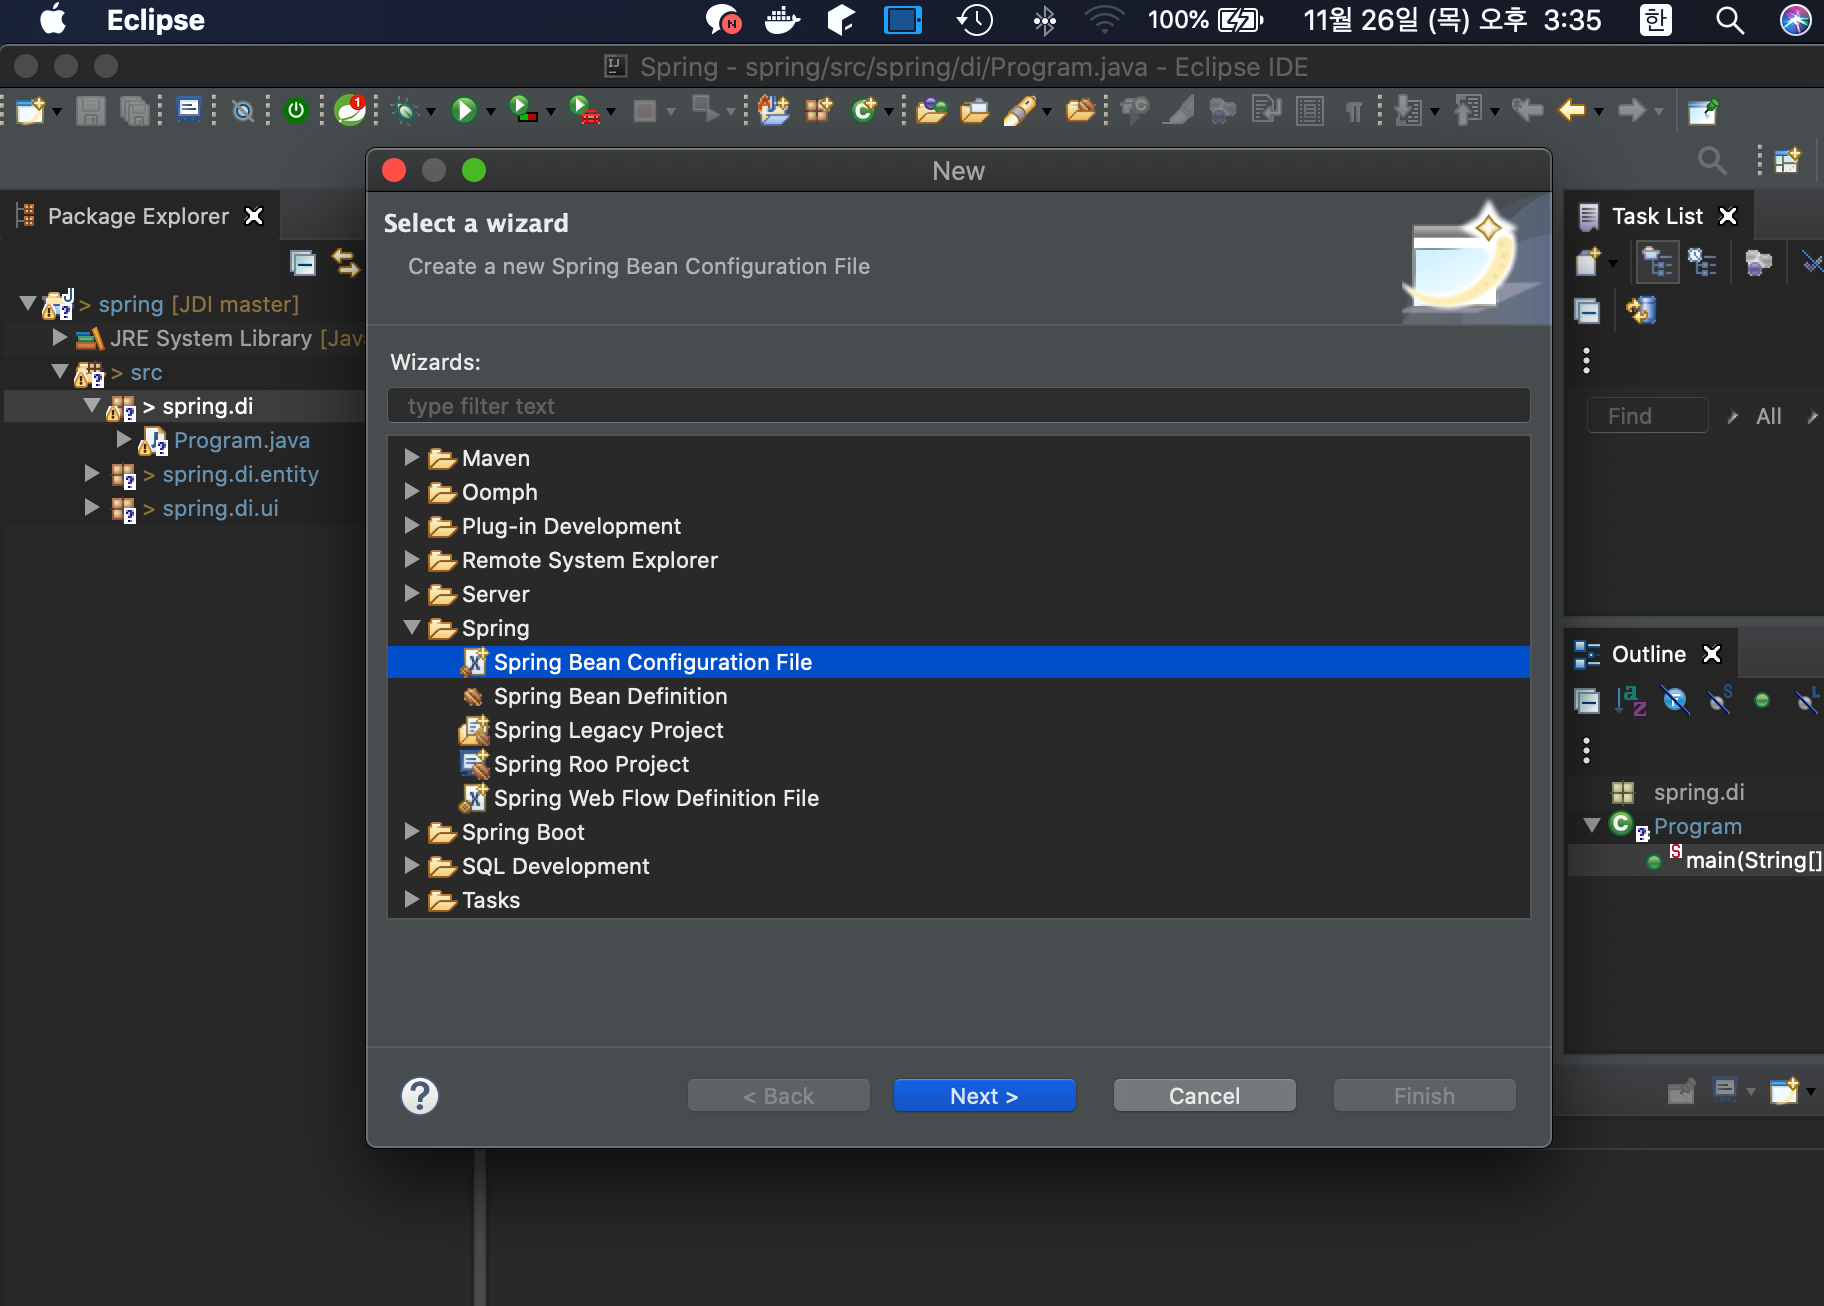 Eclipse
100%
11월 26일 (목) 오후 3:35
한
Spring - spring/src/spring/di/Program.java - Eclipse IDE
1
New
Package Explorer
Select a wizard
Create a new Spring Bean Configuration File
Task List
> spring [JDI master]
JRE System Library [Jav
> src
> spring.di
Program.java
> spring.di.entity
> spring.di.ui
Wizards:
type filter text
Maven
Oomph
Plug-in Development
Remote System Explorer
Server
Spring
Spring Bean Configuration File
Spring Bean Definition
Spring Legacy Project
Spring Roo Project
Spring Web Flow Definition File
Spring Boot
SQL Development
Tasks
Find
All
Outline
spring.di
Program
main(String[]
?
< Back
Next >
Cancel
Finish